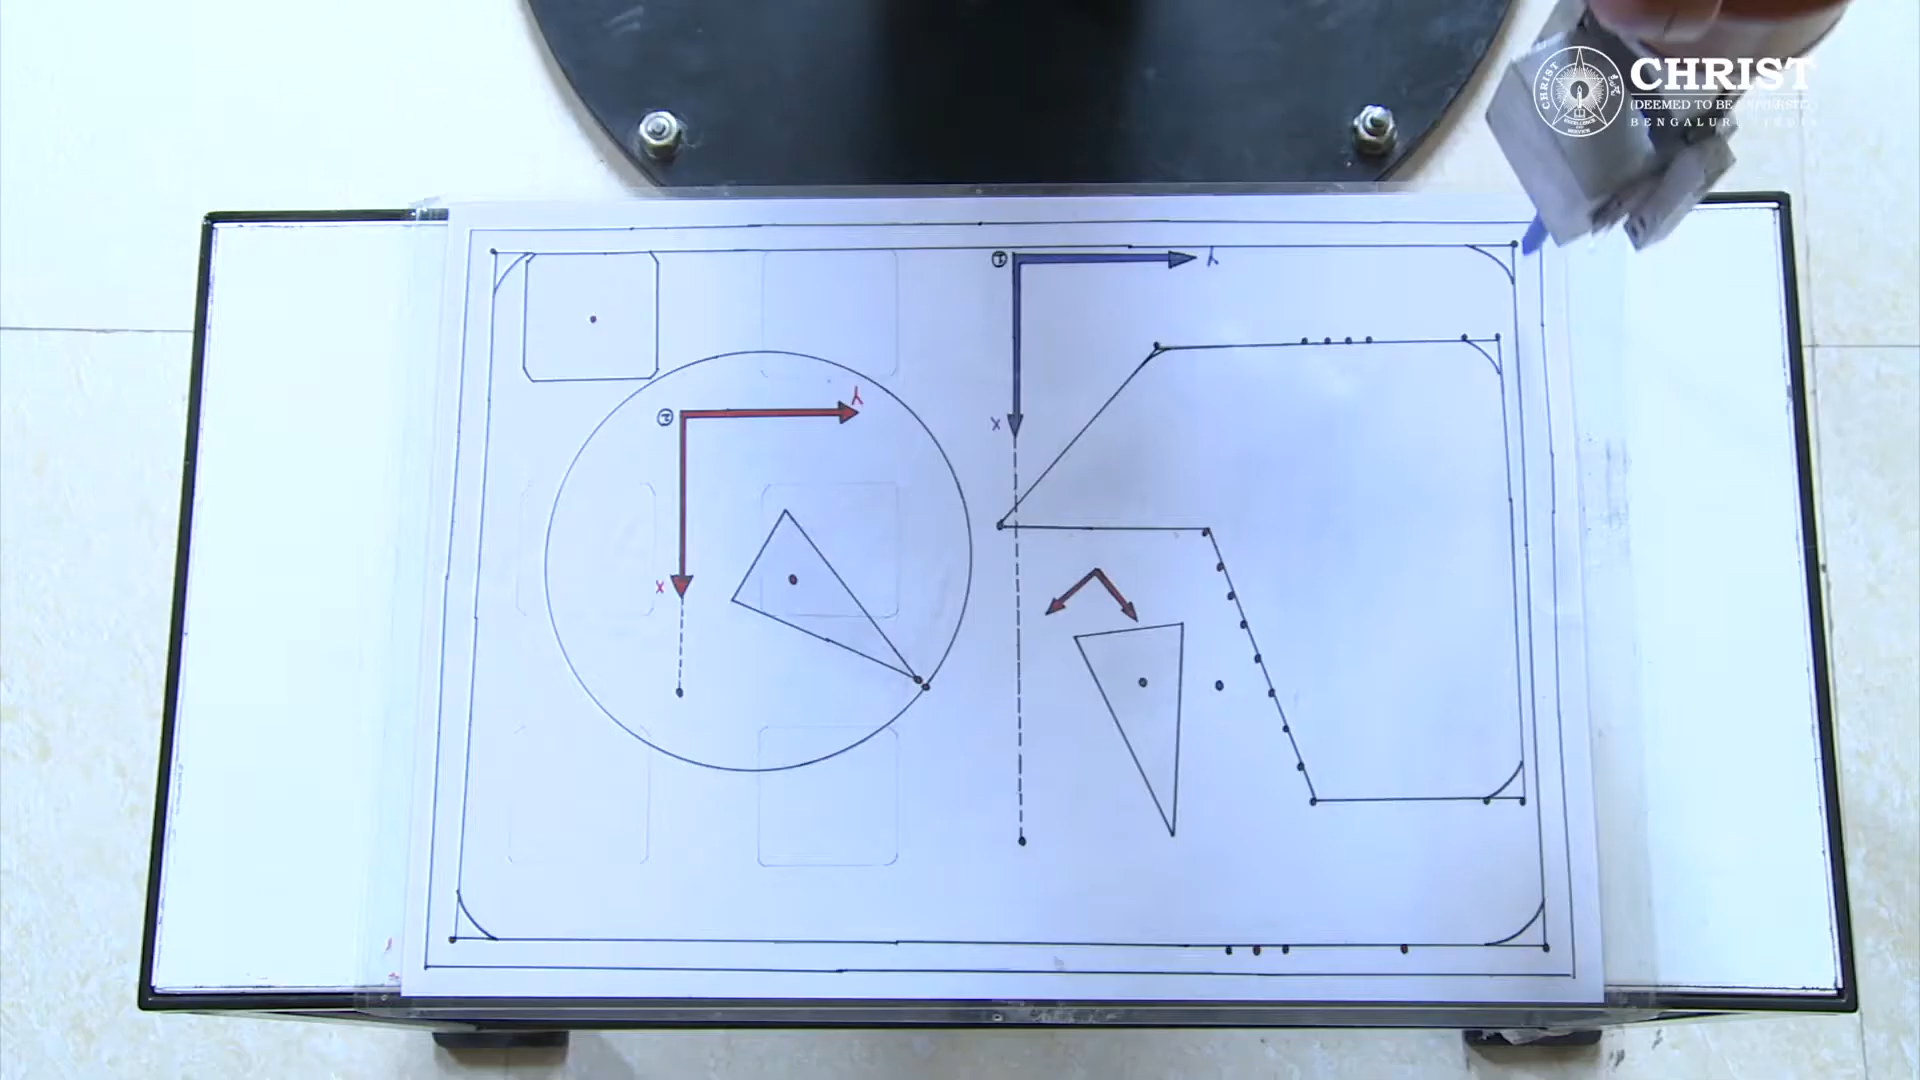 CHRIST
(DEEMED TO BE UNIVERSITY)
BENGALURU, INDIA
Y
X
Y
X